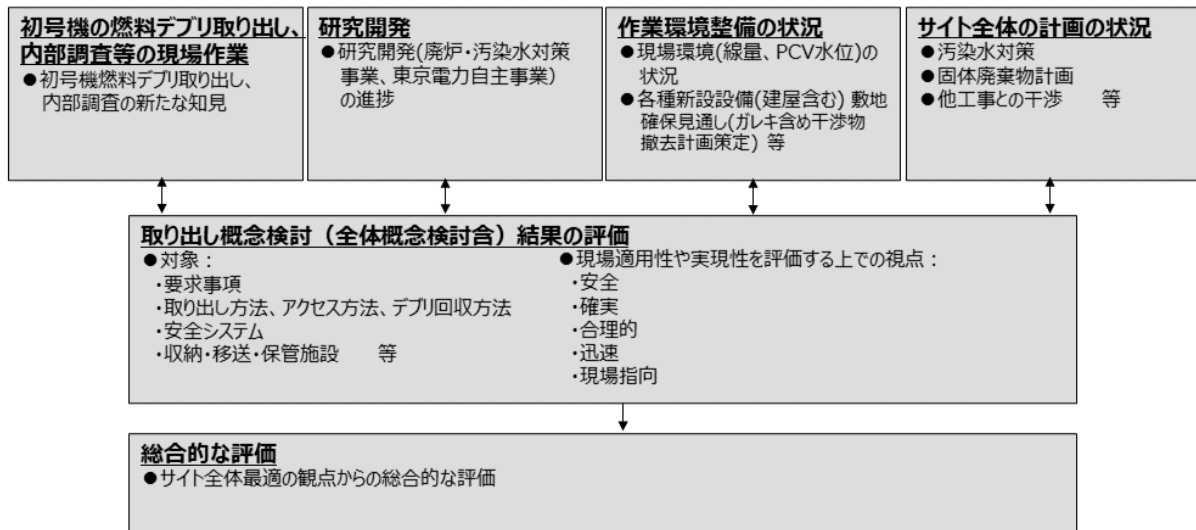 初号機の燃料デブリ取り出し、
内部調査等の現場作業
●初号機燃料デブリ取り出し、
内部調査の新たな知見
研究開発
●研究開発(廃炉・汚染水対策
事業、東京電力自主事業)
の進捗
作業環境整備の状況
●現場環境(線量、PCV水位)の
状況
●各種新設設備(建屋含む) 敷地
確保見通し(ガレキ含め干渉物
撤去計画策定) 等
サイト全体の計画の状況
●汚染水対策
●固体廃棄物計画
●他工事との干渉 等
取り出し概念検討（全体概念検討含）結果の評価
●対象：
・要求事項
・取り出し方法、アクセス方法、デブリ回収方法
・安全システム
・収納・移送・保管施設 等
●現場適用性や実現性を評価する上での視点：
・安全
・確実
・合理的
・迅速
・現場指向
総合的な評価
●サイト全体最適の観点からの総合的な評価